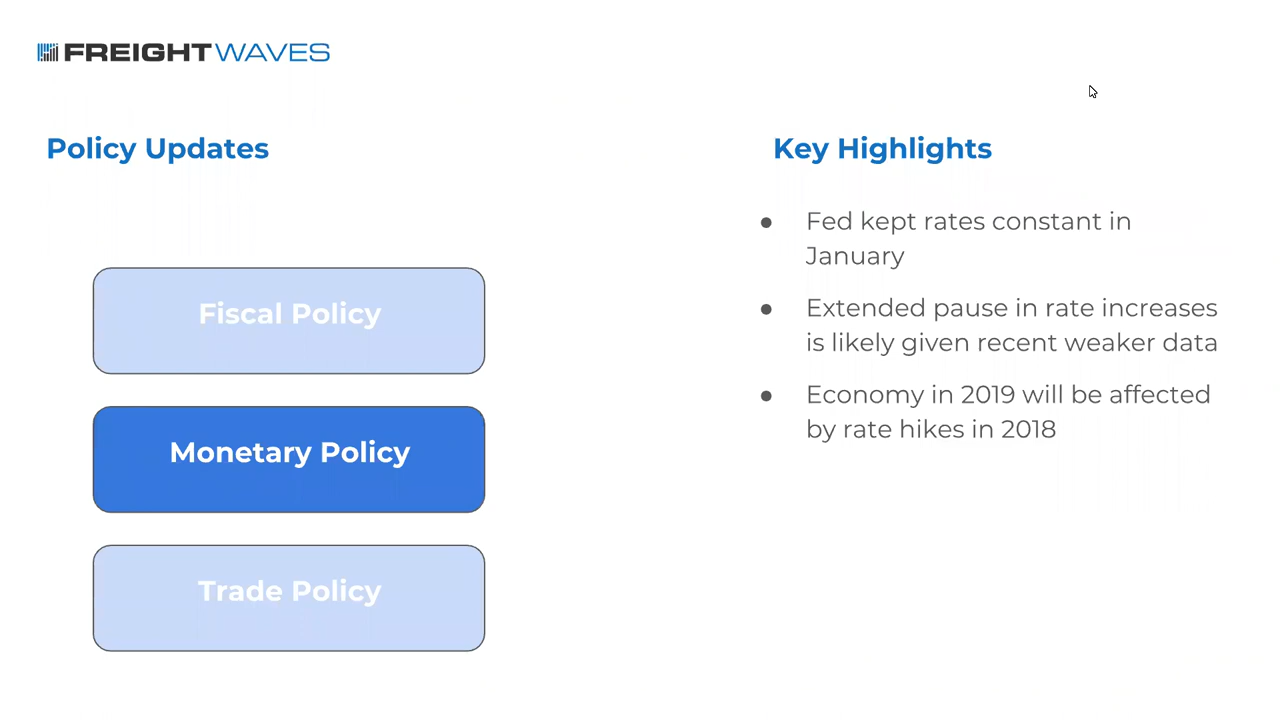 FREIGHTWAVES
Policy Updates
Fiscal Policy
Monetary Policy
Trade Policy
Key Highlights
● Fed kept rates constant in
January
● Extended pause in rate increases
is likely given recent weaker data
● Economy in 2019 will be affected
by rate hikes in 2018